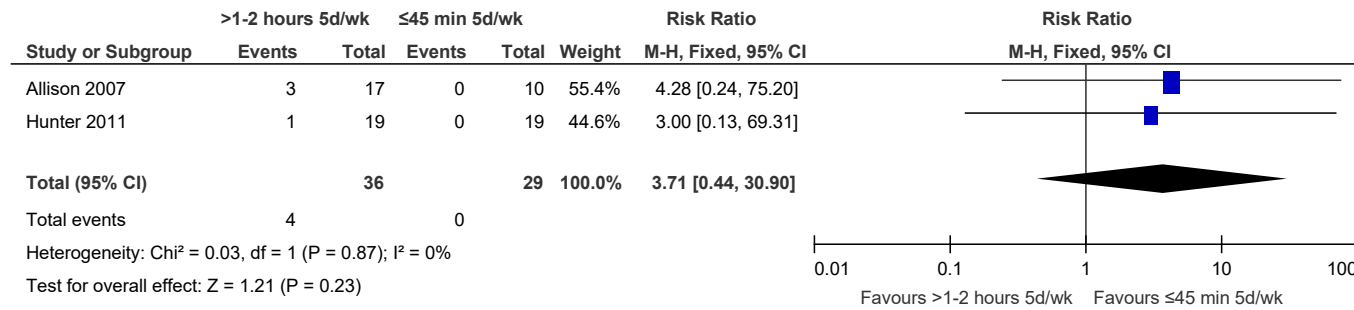 >1-2 hours 5d/wk ≤45 min 5d/wk Risk Ratio Risk Ratio
Study or Subgroup Events Total Events Total Weight M-H, Fixed, 95% CI M-H, Fixed, 95% CI
Allison 2007 3 17 0 10 55.4% 4.28 [0.24, 75.20]
Hunter 2011 1 19 0 19 44.6% 3.00 [0.13, 69.31]
Total (95% CI) 36 29 100.0% 3.71 [0.44, 30.90]
Total events 4 0
Heterogeneity: Chi² = 0.03, df = 1 (P = 0.87); I² = 0%
Test for overall effect: Z = 1.21 (P = 0.23)
0.01 0.1 1 10 100
Favours >1-2 hours 5d/wk Favours ≤45 min 5d/wk